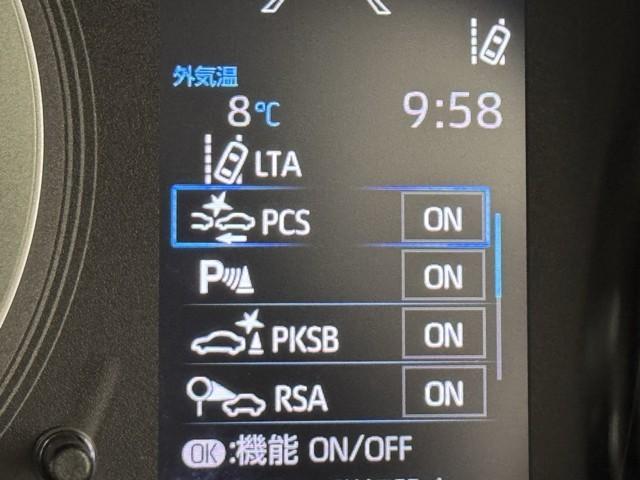 外気温
8℃ 9:58
LTA
PCS ON
P ON
PKSB ON
RSA ON
OK:機能 ON/OFF